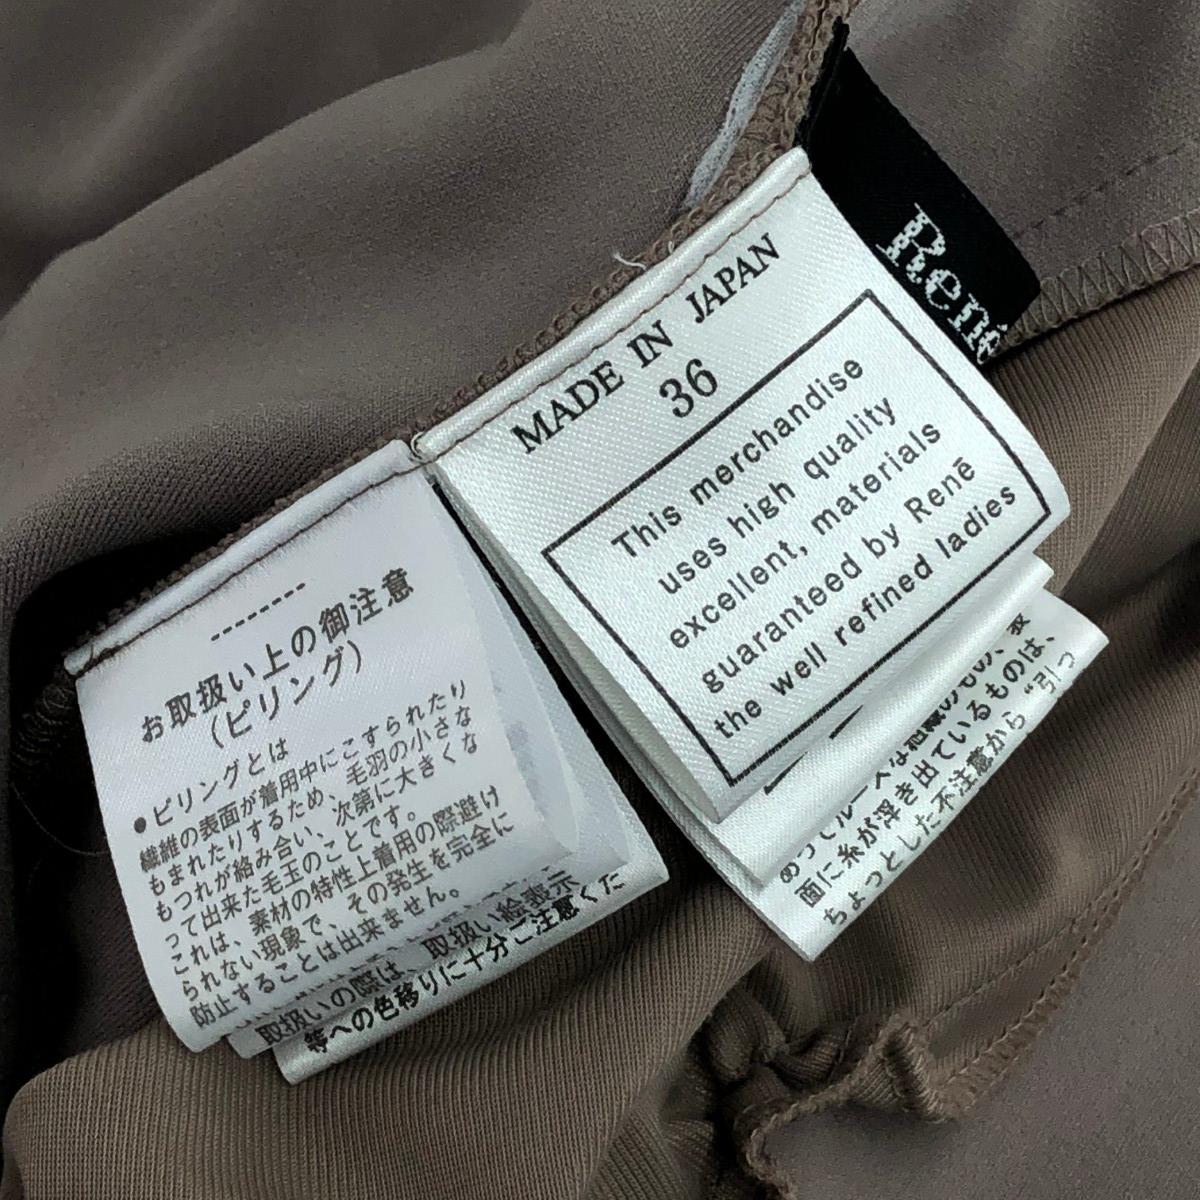 René
MADE IN JAPAN
36
This merchandise
uses high quality
excellent, materials
guaranteed by Renē
the well refined ladies
---------
お取扱い上の御注意
(ピリング)
●ピリングとは
繊維の表面が着用中にこすられたり
もまれたりするため、毛羽の小さな
もつれが絡み合い、次第に大きくな
って出来た毛玉のことです。
これは、素材の特性上着用の際避け
られない現象で、その発生を完全に
防止することは出来ません。
取扱いの際は、取扱い絵表示
等への色移りに十分ご注意くだ
面に糸が浮き出ているものは、
ちょっとした不注意から“引っ